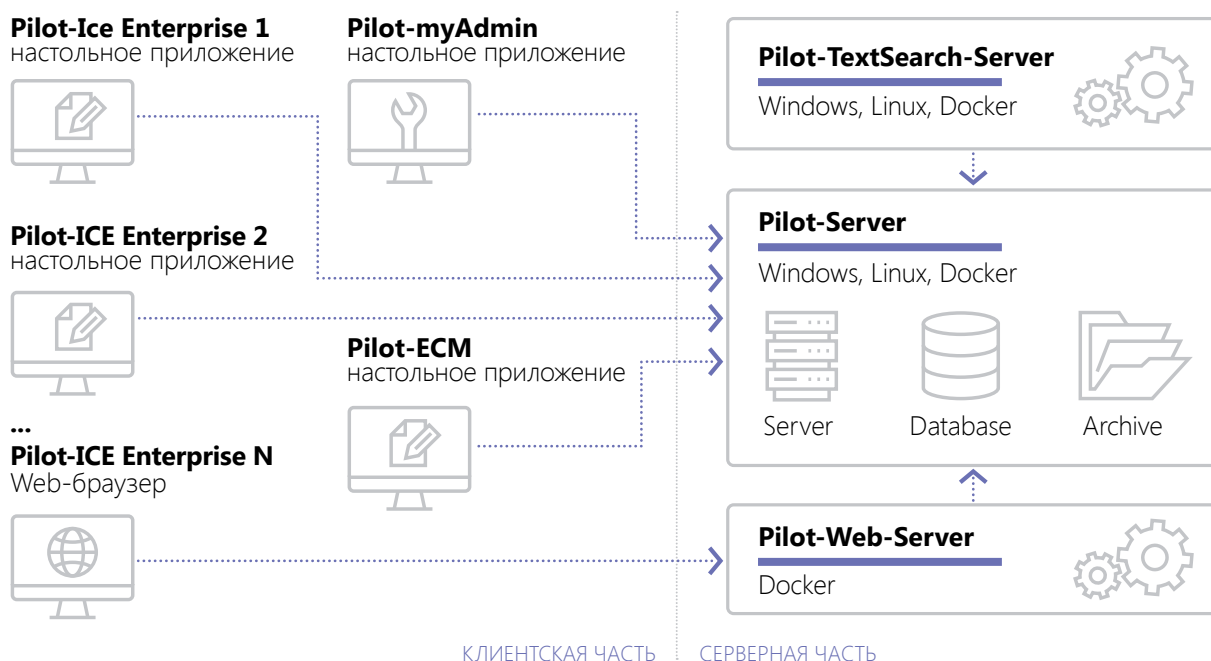 Pilot-Ice Enterprise 1
настольное приложение
Pilot-myAdmin
настольное приложение
Pilot-ICE Enterprise 2
настольное приложение
Pilot-ECM
настольное приложение
...
Pilot-ICE Enterprise N
Web-браузер
КЛИЕНТСКАЯ ЧАСТЬ
Pilot-TextSearch-Server
Windows, Linux, Docker
Pilot-Server
Windows, Linux, Docker
Server
Database
Archive
Pilot-Web-Server
Docker
СЕРВЕРНАЯ ЧАСТЬ